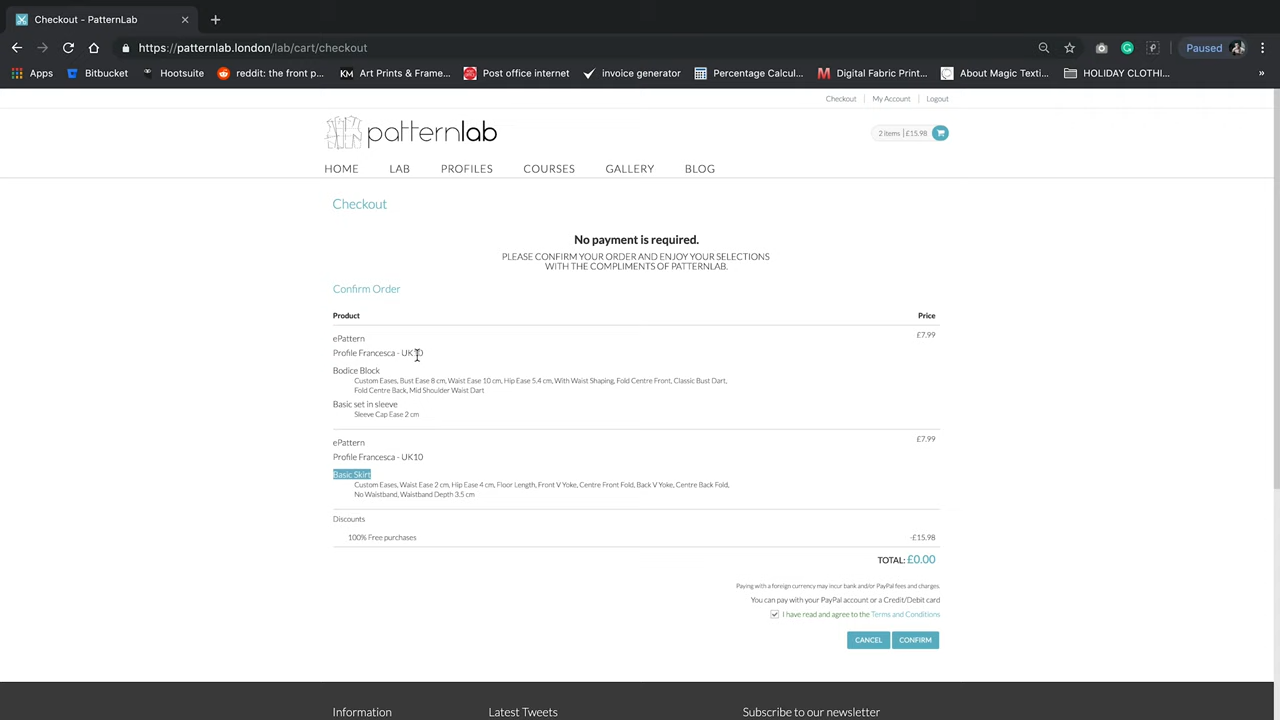 Checkout - PatternLab
https://patternlab.london/lab/cart/checkout
Paused
Apps
Bitbucket
Hootsuite
reddit: the front p...
KM Art Prints & Frame...
Post office internet
invoice generator
Percentage Calcul...
Digital Fabric Print...
About Magic Texti...
HOLIDAY CLOTHI...
»
Checkout | My Account | Logout
patternlab
2 items | £15.98
HOME LAB PROFILES COURSES GALLERY BLOG
Checkout
No payment is required.
PLEASE CONFIRM YOUR ORDER AND ENJOY YOUR SELECTIONS
WITH THE COMPLIMENTS OF PATTERNLAB.
Confirm Order
Product Price
ePattern £7.99
Profile Francesca - UK10
Bodice Block
Custom Eases, Bust Ease 8 cm, Waist Ease 10 cm, Hip Ease 5.4 cm, With Waist Shaping, Fold Centre Front, Classic Bust Dart,
Fold Centre Back, Mid Shoulder Waist Dart
Basic set in sleeve
Sleeve Cap Ease 2 cm
ePattern £7.99
Profile Francesca - UK10
Basic Skirt
Custom Eases, Waist Ease 2 cm, Hip Ease 4 cm, Floor Length, Front V Yoke, Centre Front Fold, Back V Yoke, Centre Back Fold,
No Waistband, Waistband Depth 3.5 cm
Discounts
100% Free purchases -£15.98
TOTAL: £0.00
Paying with a foreign currency may incur bank and/or PayPal fees and charges.
You can pay with your PayPal account or a Credit/Debit card
I have read and agree to the Terms and Conditions
CANCEL CONFIRM
Information Latest Tweets Subscribe to our newsletter